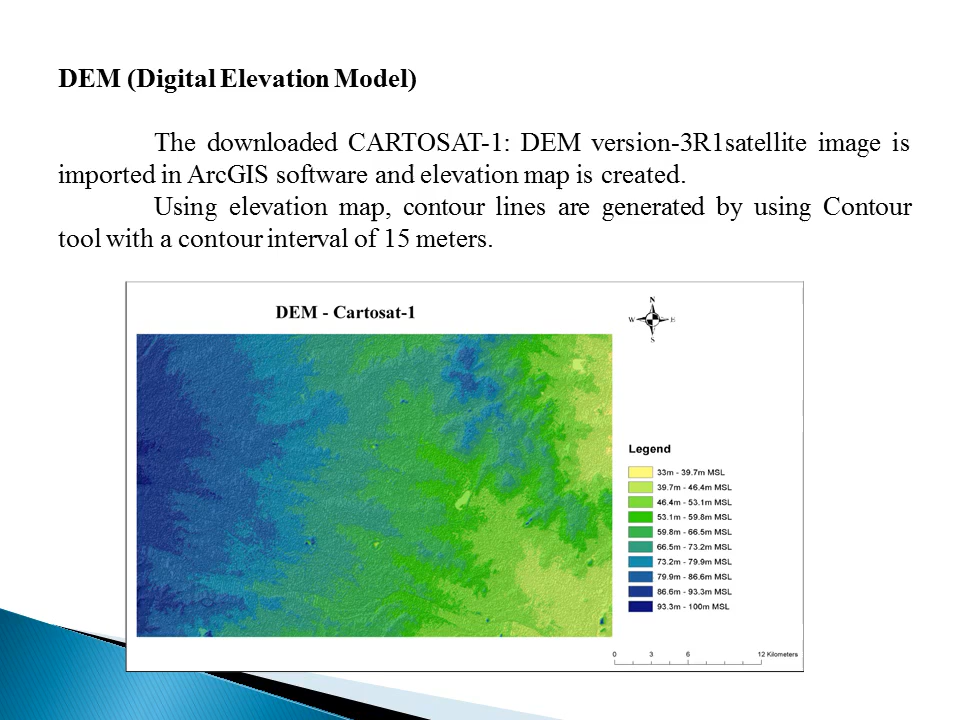 DEM (Digital Elevation Model)
The downloaded CARTOSAT-1: DEM version-3R1satellite image is
imported in ArcGIS software and elevation map is created.
Using elevation map, contour lines are generated by using Contour
tool with a contour interval of 15 meters.
DEM - Cartosat-1
N
W E
S
Legend
33m - 39.7m MSL
39.7m - 46.4m MSL
46.4m - 53.1m MSL
53.1m - 59.8m MSL
59.8m - 66.5m MSL
66.5m - 73.2m MSL
73.2m - 79.9m MSL
79.9m - 86.6m MSL
86.6m - 93.3m MSL
93.3m - 100m MSL
0 3 6 12 Kilometers